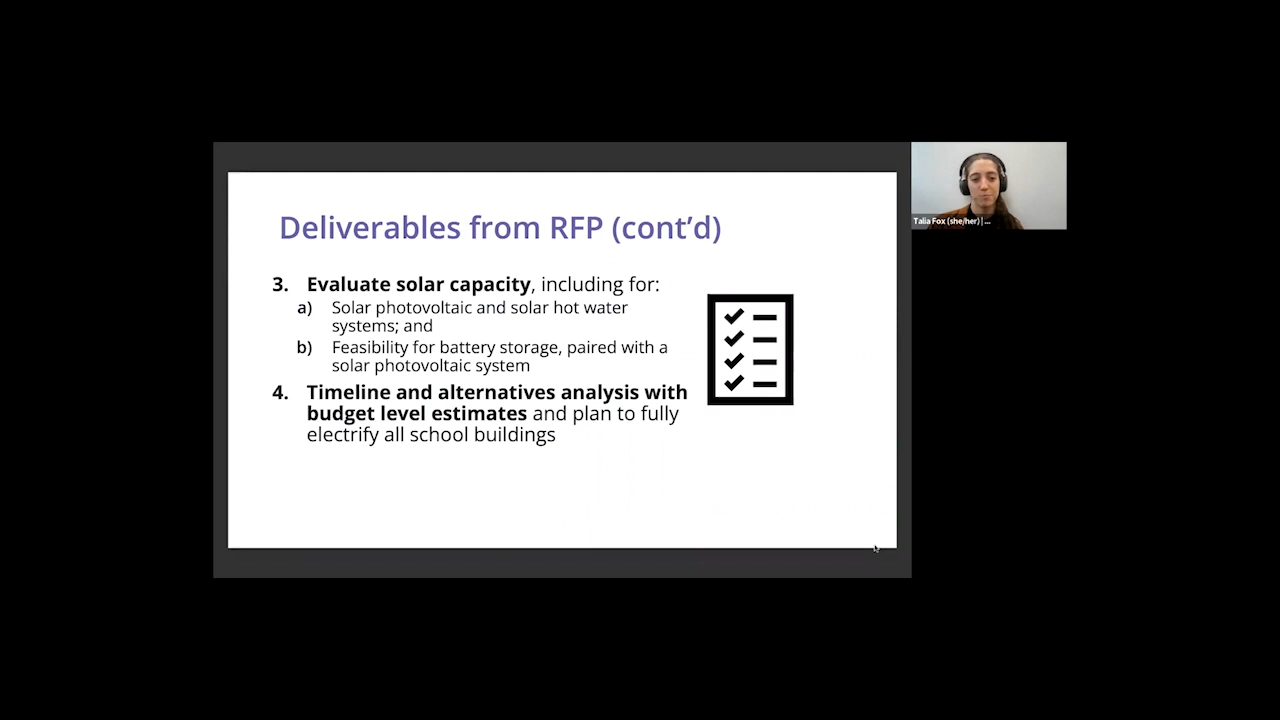 Deliverables from RFP (cont’d)
3. Evaluate solar capacity, including for:
a) Solar photovoltaic and solar hot water
systems; and
b) Feasibility for battery storage, paired with a
solar photovoltaic system
4. Timeline and alternatives analysis with
budget level estimates and plan to fully
electrify all school buildings
Talia Fox (she/her) | ...